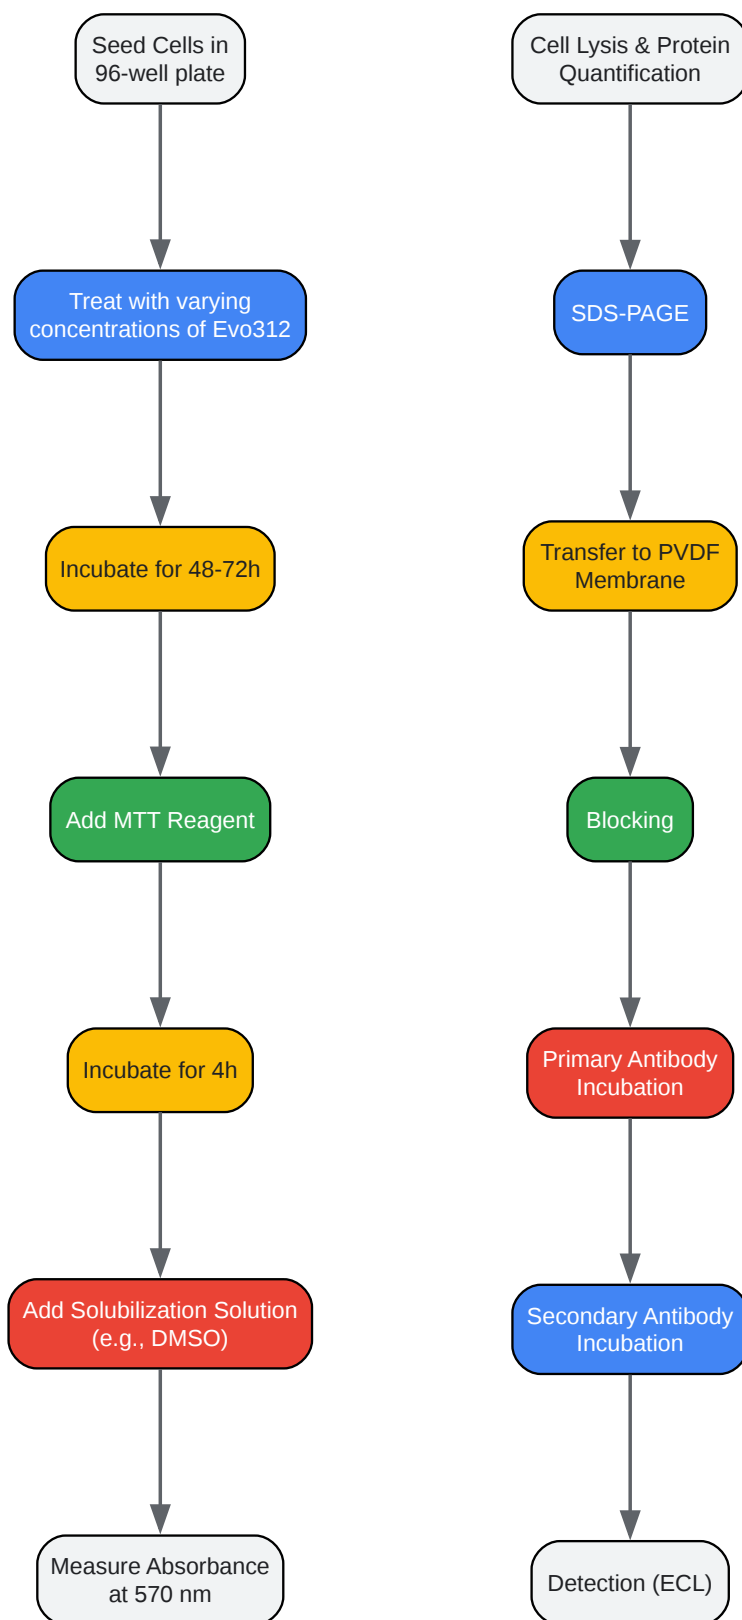 Seed Cells in
96-well plate
Treat with varying
concentrations of Evo312
Incubate for 48-72h
Add MTT Reagent
Incubate for 4h
Add Solubilization Solution
(e.g., DMSO)
Measure Absorbance
at 570 nm
Cell Lysis & Protein
Quantification
SDS-PAGE
Transfer to PVDF
Membrane
Blocking
Primary Antibody
Incubation
Secondary Antibody
Incubation
Detection (ECL)